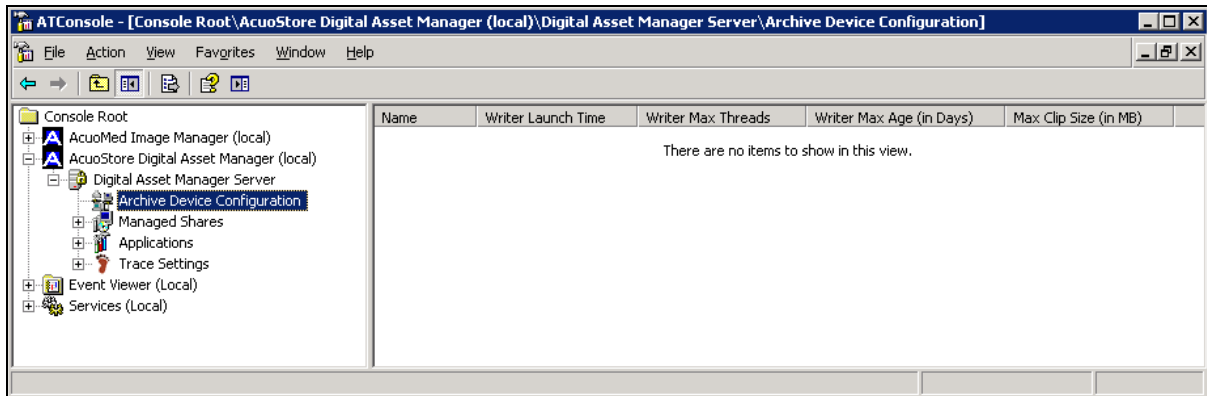 ATConsole - [Console Root\AcuoStore Digital Asset Manager (local)\Digital Asset Manager Server\Archive Device Configuration]
File Action View Favorites Window Help
Console Root
AcuoMed Image Manager (local)
AcuoStore Digital Asset Manager (local)
Digital Asset Manager Server
Archive Device Configuration
Managed Shares
Applications
Trace Settings
Event Viewer (Local)
Services (Local)
Name Writer Launch Time Writer Max Threads Writer Max Age (in Days) Max Clip Size (in MB)
There are no items to show in this view.